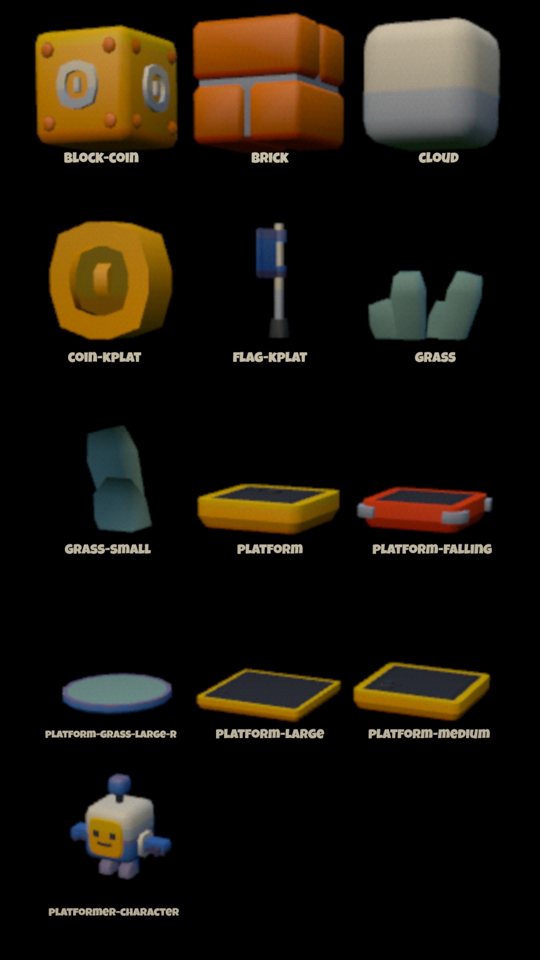 BLOCK-COIN
BRICK
CLOUD
COIN-KPLAT
FLAG-KPLAT
GRASS
GRASS-SMALL
PLATFORM
PLATFORM-FALLING
PLATFORM-GRASS-LARGE-R
PLATFORM-LARGE
PLATFORM-MEDIUM
PLATFORMER-CHARACTER